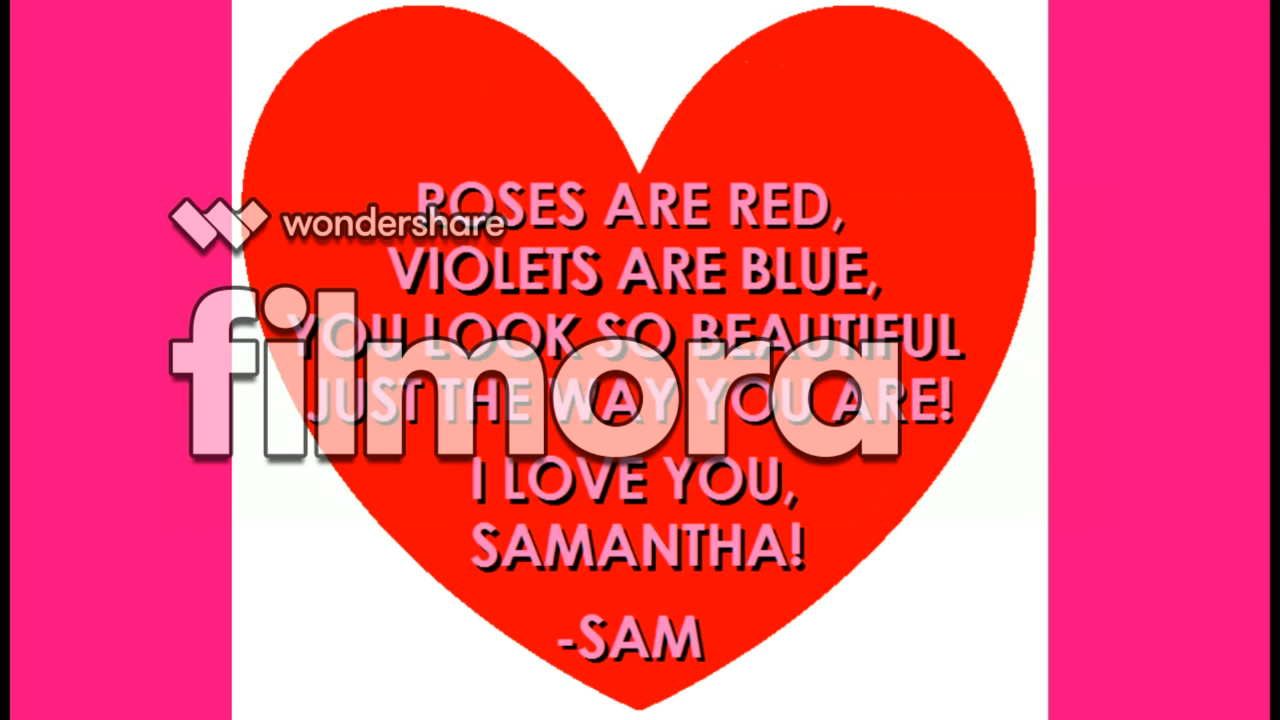 ROSES ARE RED,
wondershare
VIOLETS ARE BLUE,
filmora
YOU LOOK SO BEAUTIFUL
JUST THE WAY YOU ARE!
I LOVE YOU,
SAMANTHA!
-SAM